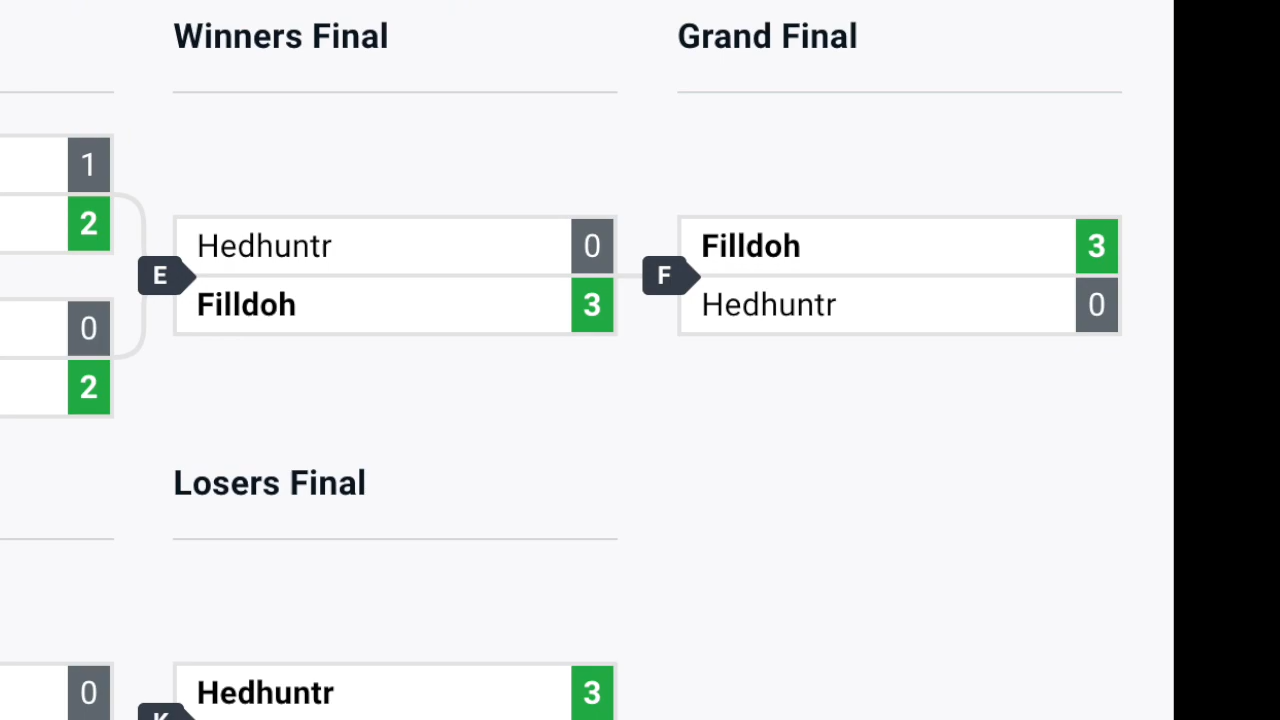 Winners Final
Grand Final
1
2
Hedhuntr 0
Filldoh 3
E
Filldoh 3
Hedhuntr 0
F
0
2
Losers Final
0
Hedhuntr 3
K